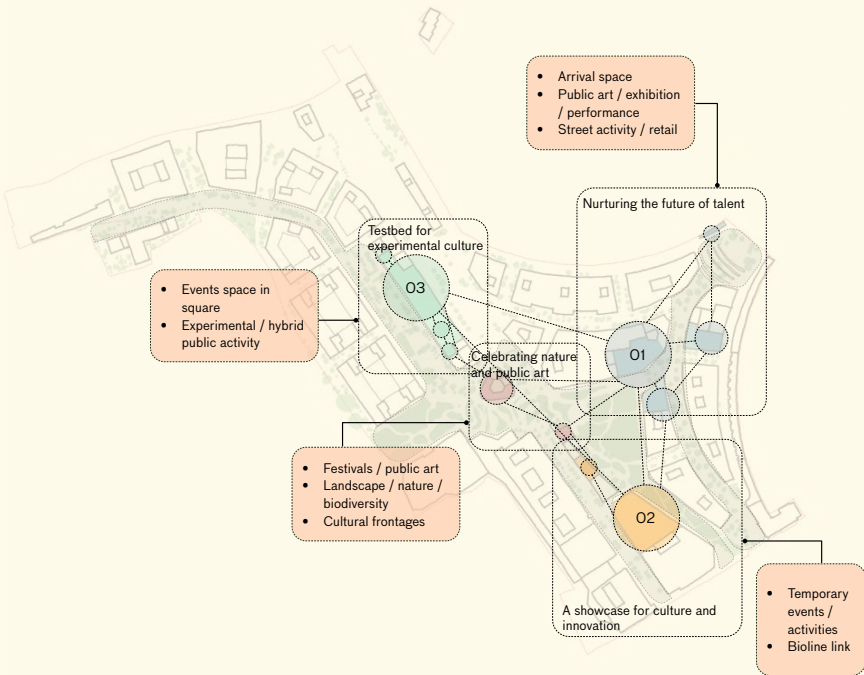 • Arrival space
• Public art / exhibition
/ performance
• Street activity / retail
Nurturing the future of talent
Testbed for
experimental culture
03
• Events space in
square
• Experimental / hybrid
public activity
01
Celebrating nature
and public art
• Festivals / public art
• Landscape / nature /
biodiversity
• Cultural frontages
02
A showcase for culture and
innovation
• Temporary
events /
activities
• Bioline link